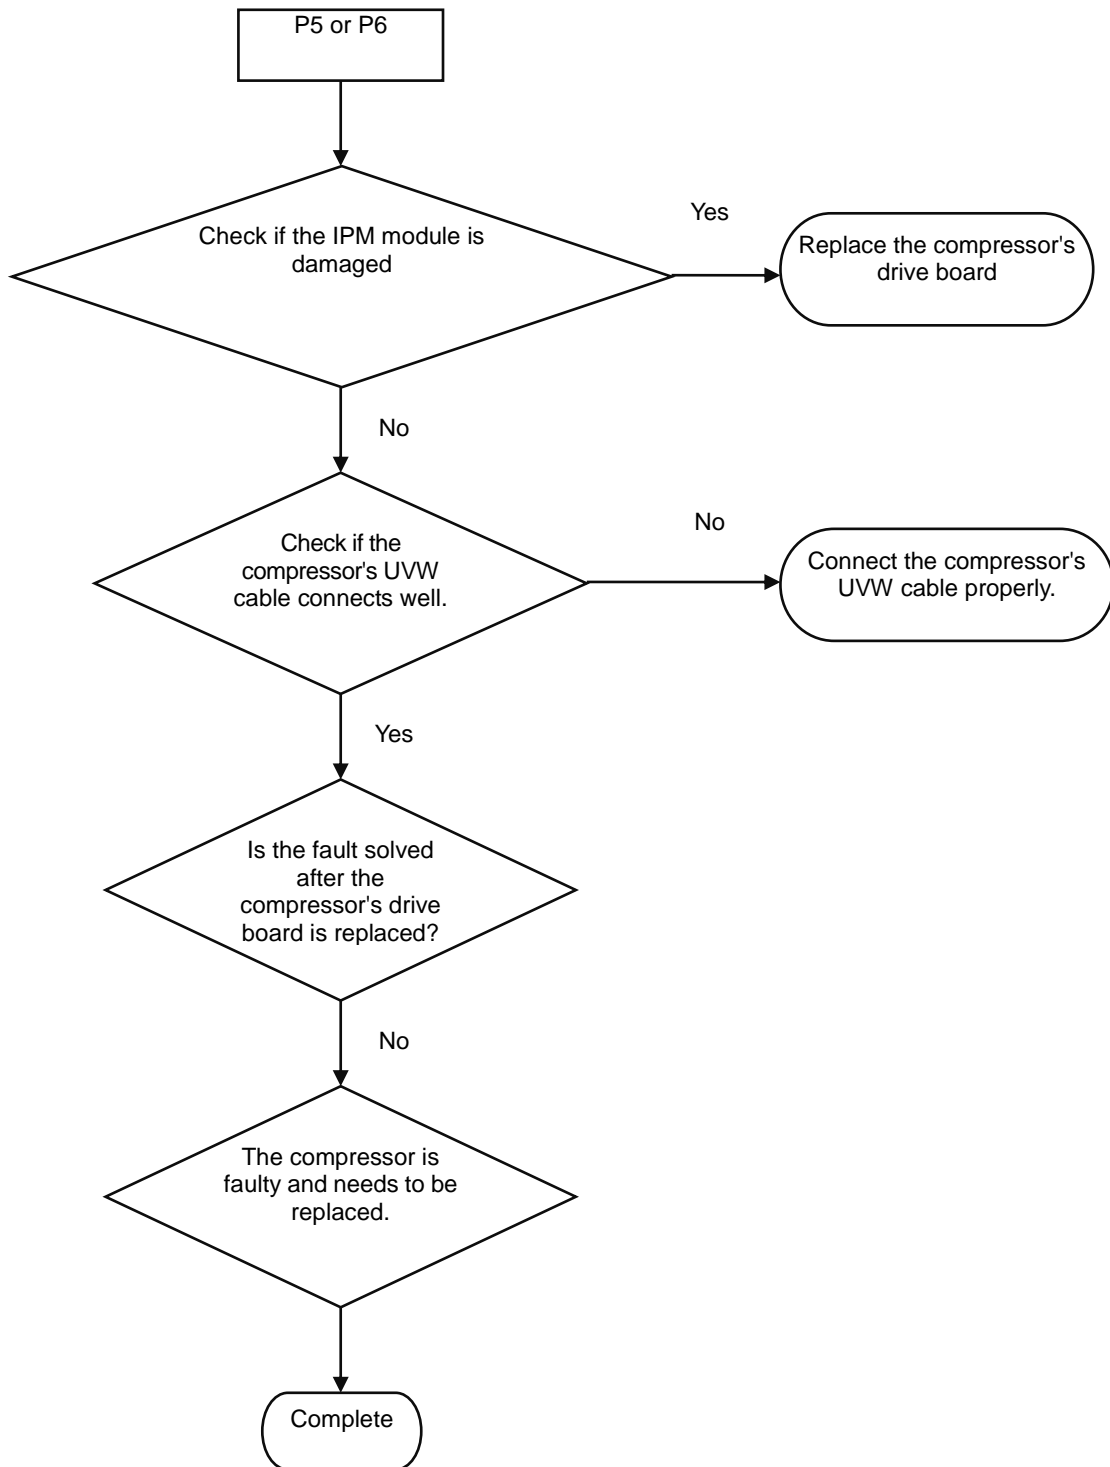 P5 or P6
Check if the IPM module is
damaged
Yes
Replace the compressor's
drive board
No
Check if the
compressor's UVW
cable connects well.
No
Connect the compressor's
UVW cable properly.
Yes
Is the fault solved
after the
compressor's drive
board is replaced?
No
The compressor is
faulty and needs to be
replaced.
Complete